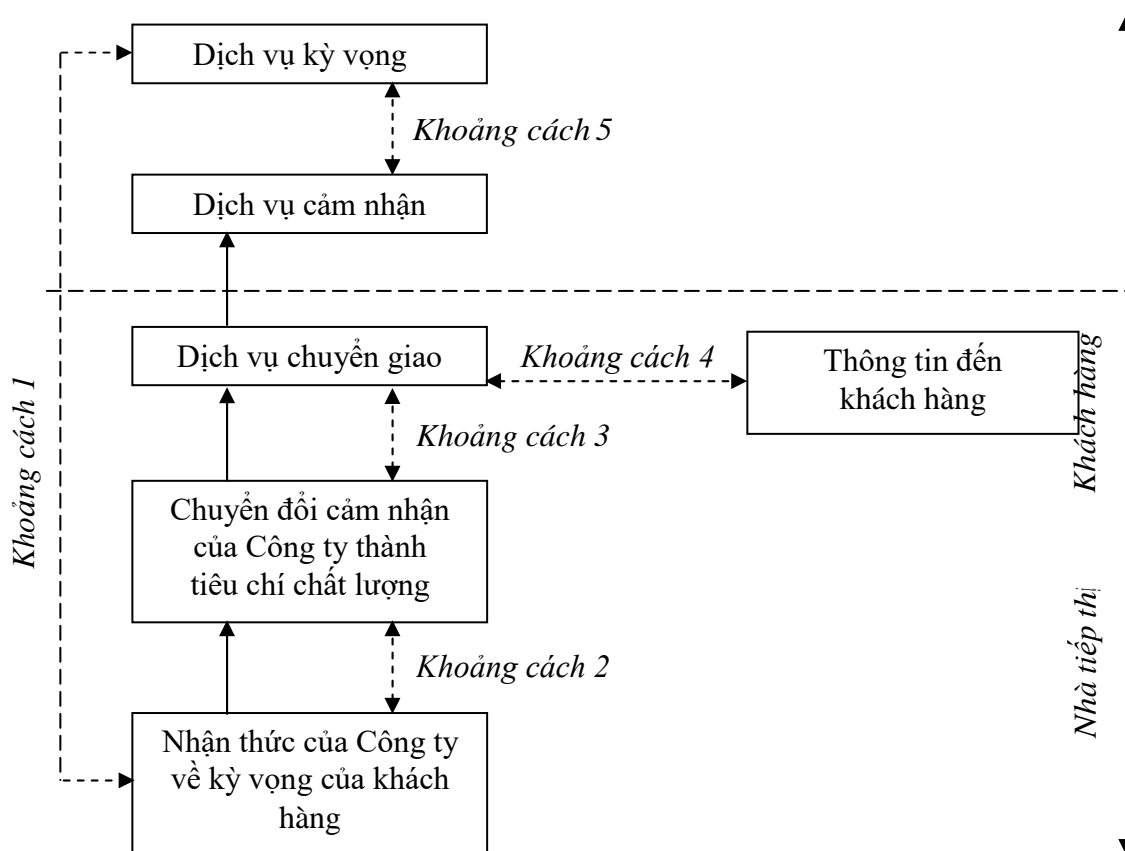 Dịch vụ kỳ vọng
Khoảng cách 5
Dịch vụ cảm nhận
Khoảng cách 1
Dịch vụ chuyển giao
Khoảng cách 4
Thông tin đến
khách hàng
Khách hàng
Khoảng cách 3
Chuyển đổi cảm nhận
của Công ty thành
tiêu chí chất lượng
Khoảng cách 2
Nhà tiếp thị
Nhận thức của Công ty
về kỳ vọng của khách
hàng